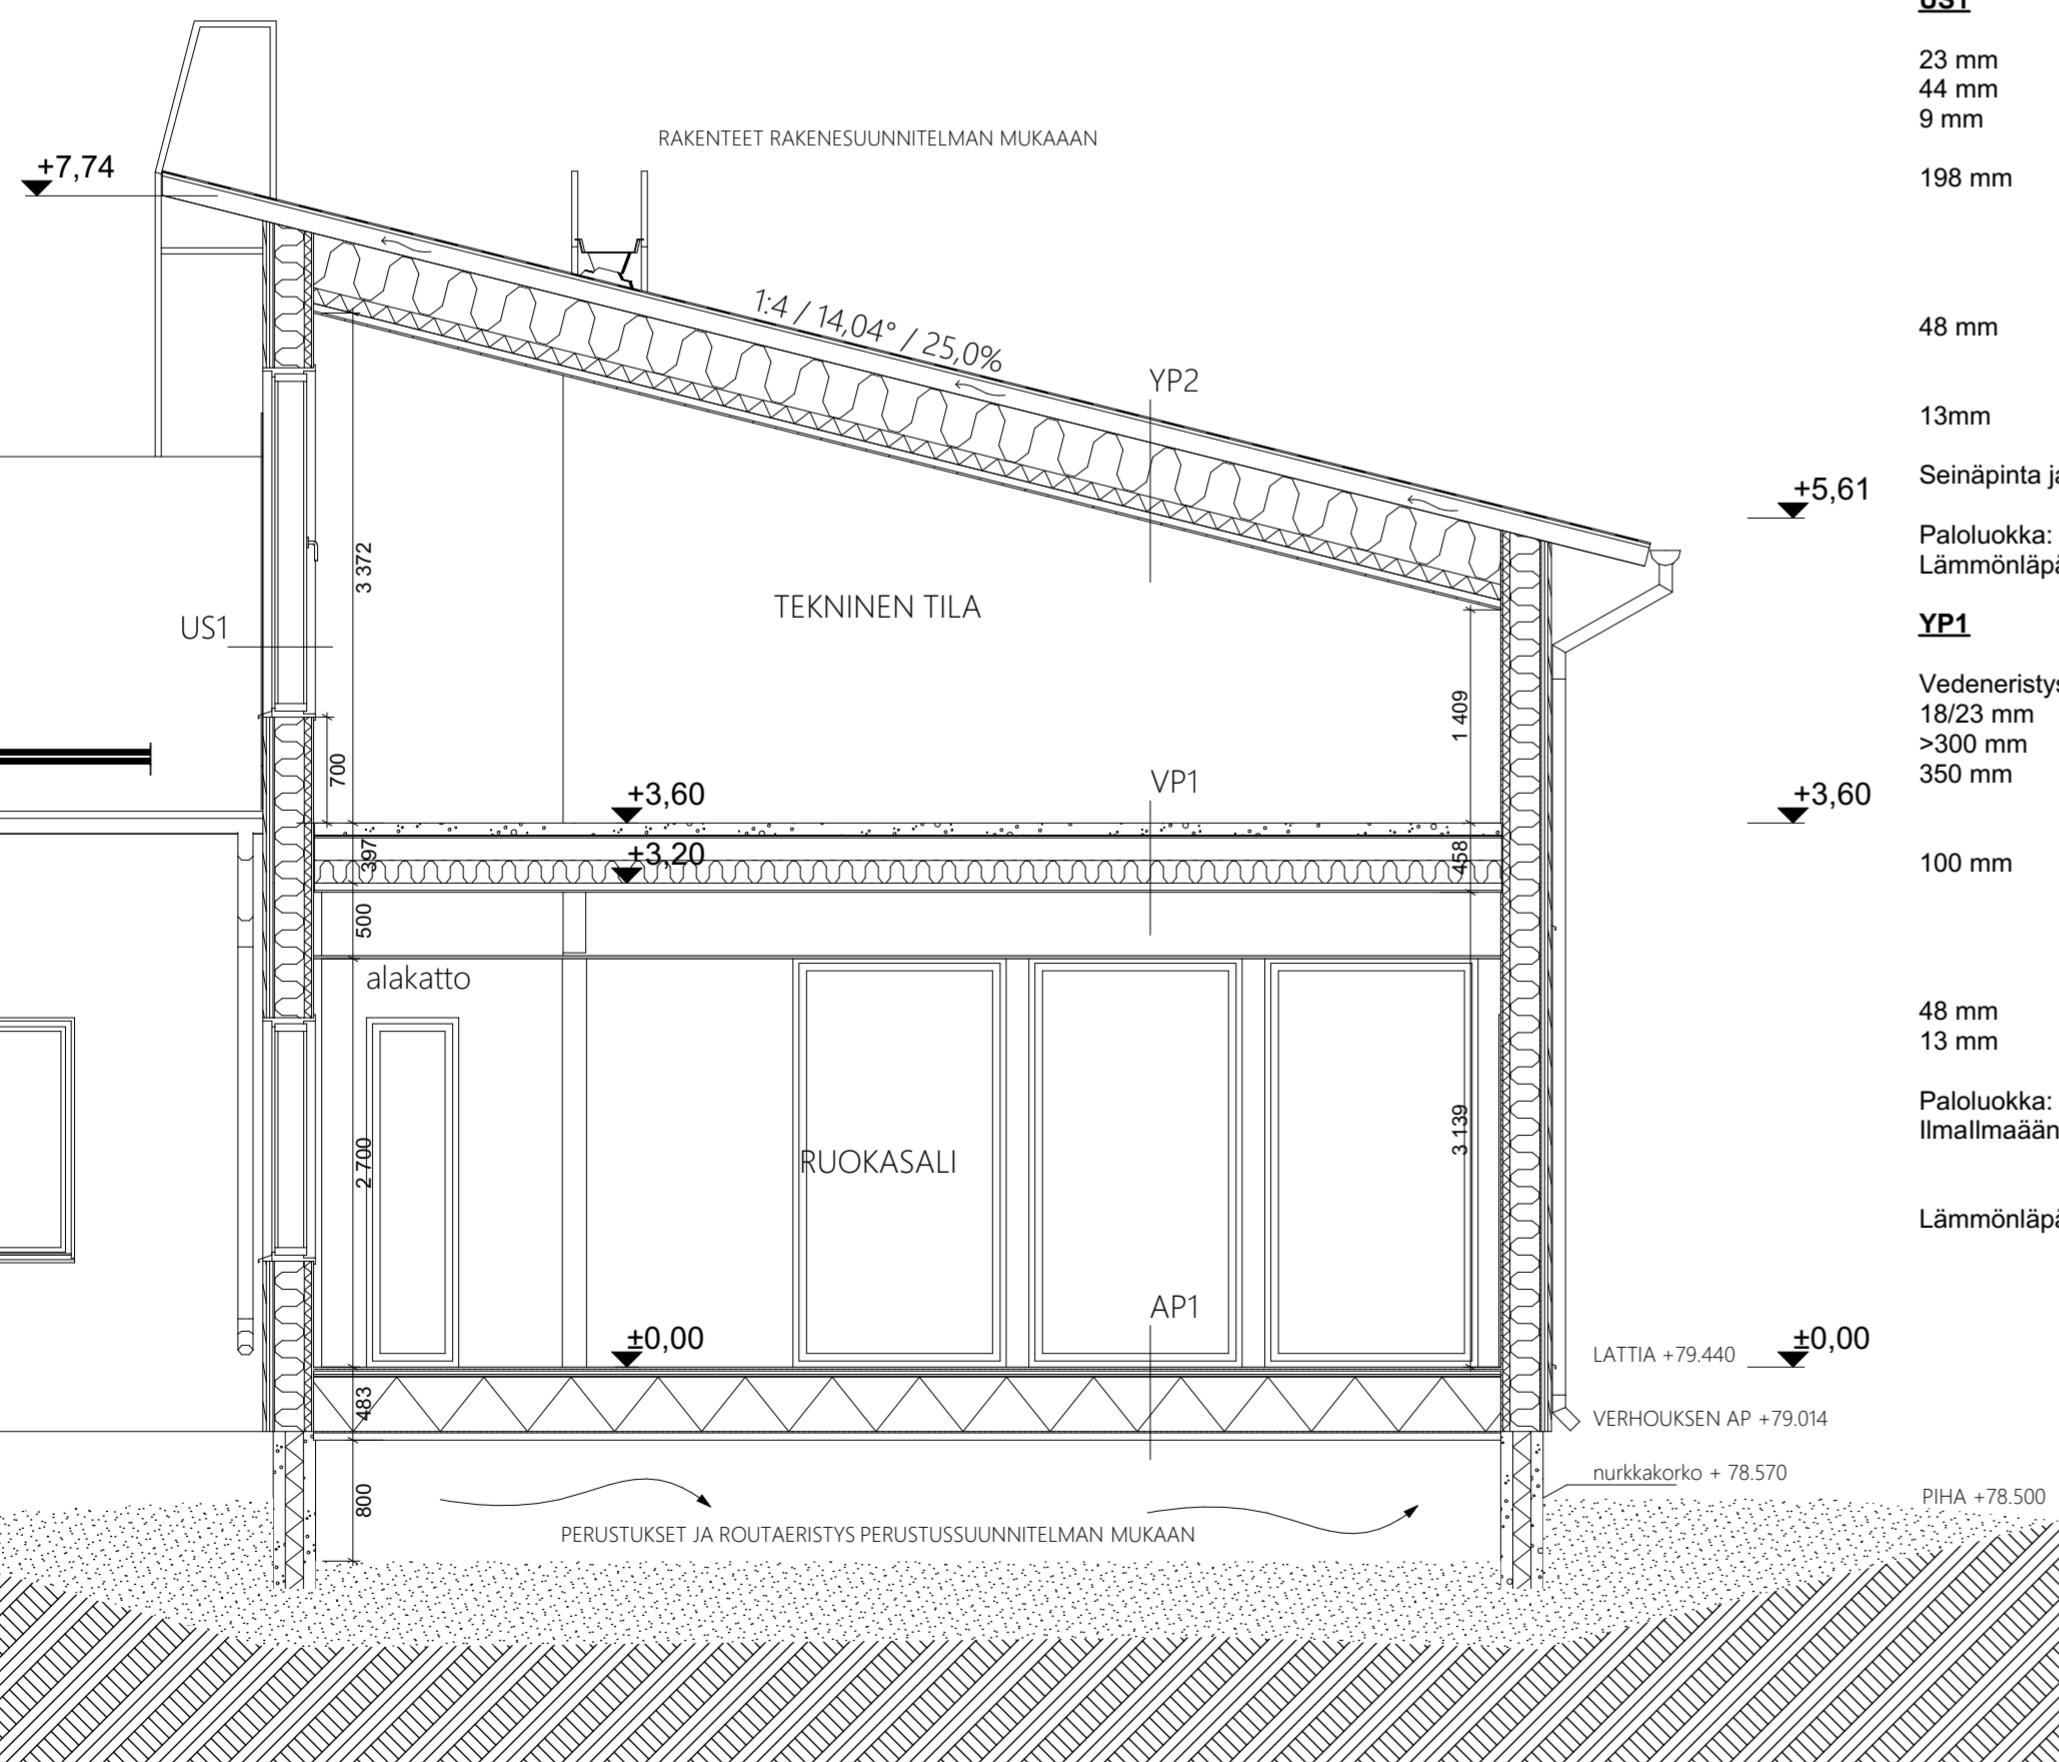 US1
23 mm
44 mm
9 mm
198 mm
48 mm
13mm
Seinäpinta ja
Paloluokka:
Lämmönläpä
YP1
Vedeneristys
18/23 mm
>300 mm
350 mm
100 mm
48 mm
13 mm
Paloluokka:
IlmaIlmaään
Lämmönläpä
RAKENTEET RAKENESUUNNITELMAN MUKAAAN
+7,74
1:4 / 14,04° / 25,0%
YP2
+5,61
3 372
TEKNINEN TILA
US1
1 409
700
VP1
+3,60
+3,60
397
+3,20
458
500
alakatto
2 700
RUOKASALI
3 139
AP1
±0,00
LATTIA +79.440
±0,00
483
VERHOUKSEN AP +79.014
nurkkakorko + 78.570
PIHA +78.500
800
PERUSTUKSET JA ROUTAERISTYS PERUSTUSSUUNNITELMAN MUKAAN